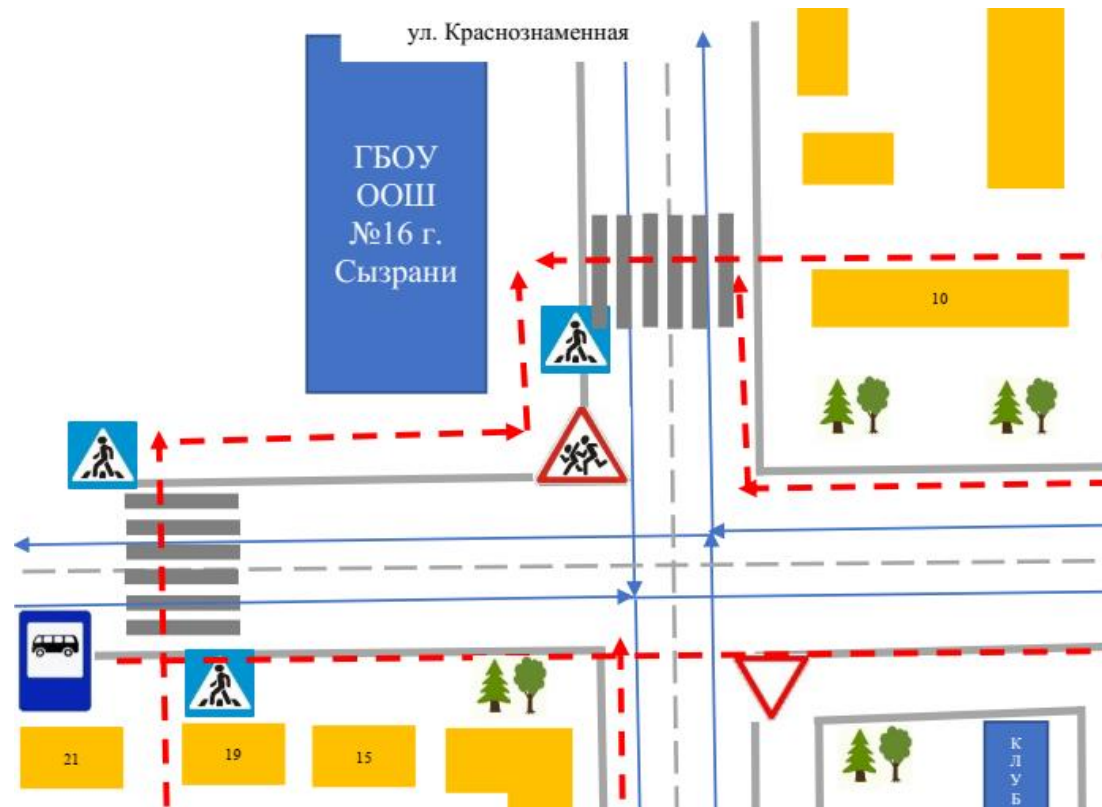 ул. Краснознаменная
ГБОУ
ООШ
№16 г.
Сызрани
10
21
19
15
К
Л
У
Б